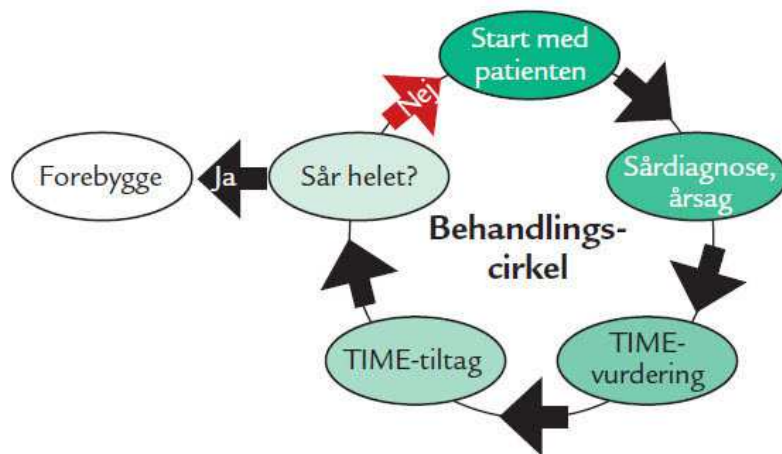 Start med
patienten
Nej
Sårdiagnose,
årsag
Forebygge
Ja
Sår helet?
Behandlings-
cirkel
TIME-tiltag
TIME-
vurdering